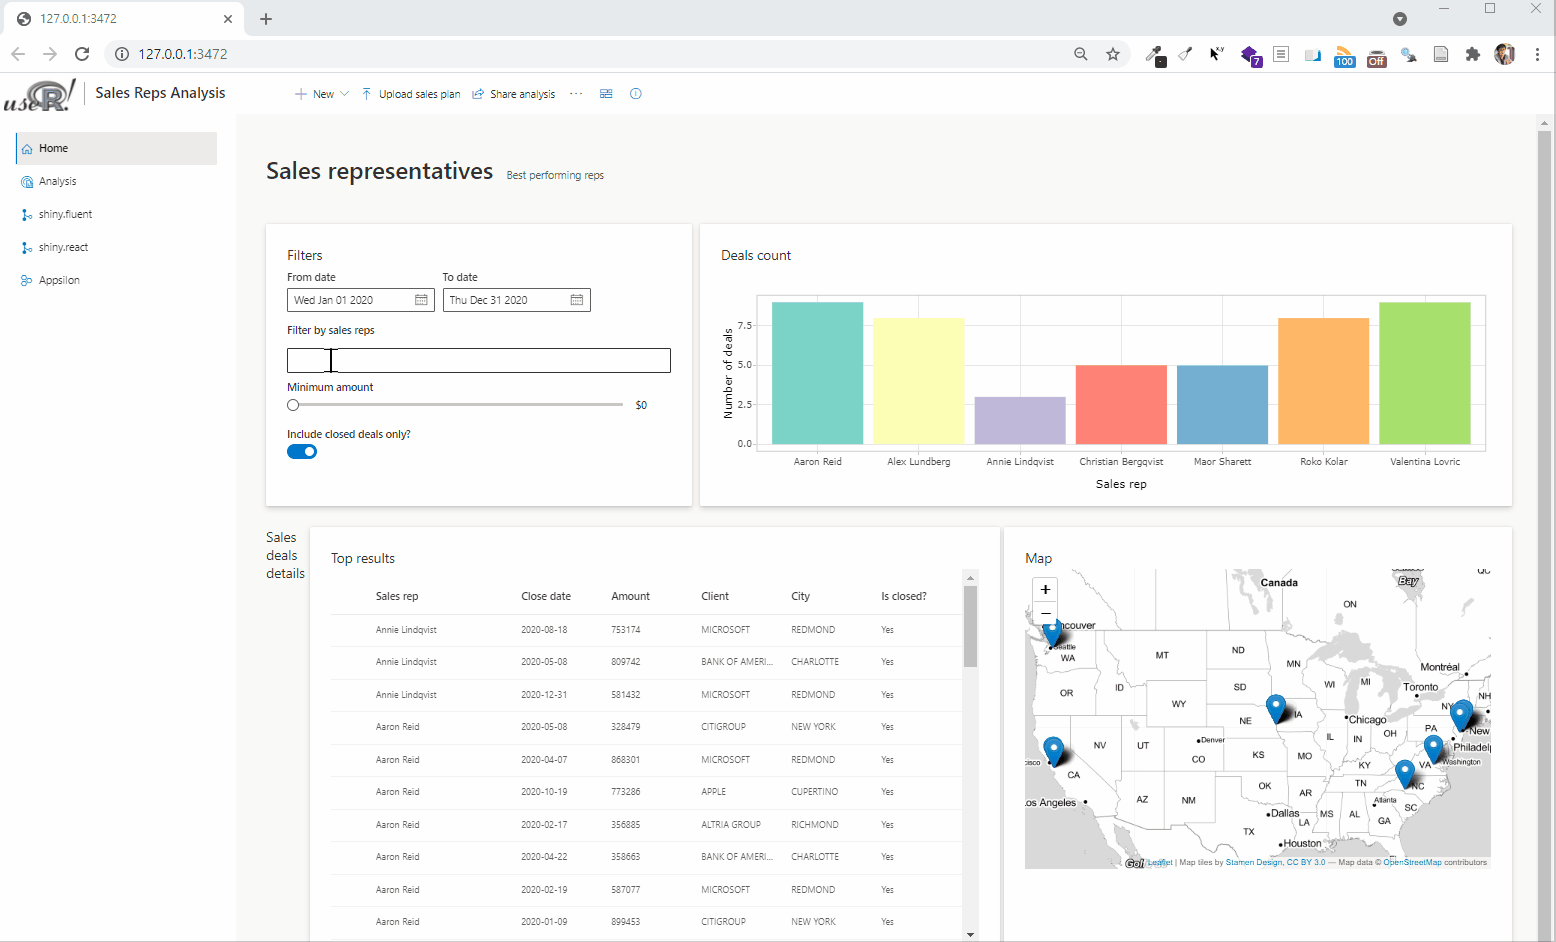 127.0.0.1:3472
127.0.0.1:3472
7
100
Off
useR!
Sales Reps Analysis
New
Upload sales plan
Share analysis
Home
Analysis
shiny.fluent
shiny.react
Appsilon
Sales representatives
Best performing reps
Filters
From date
To date
Wed Jan 01 2020
Thu Dec 31 2020
Filter by sales reps
Minimum amount
$0
Include closed deals only?
Deals count
Number of deals
7.5
5.0
2.5
0.0
Aaron Reid
Alex Lundberg
Annie Lindqvist
Christian Bergqvist
Maor Sharett
Roko Kolar
Valentina Lovric
Sales rep
Sales
deals
details
Top results
Sales rep Close date Amount Client City Is closed?
Annie Lindqvist 2020-08-18 753174 MICROSOFT REDMOND Yes
Annie Lindqvist 2020-05-08 809742 BANK OF AMERI... CHARLOTTE Yes
Annie Lindqvist 2020-12-31 581432 MICROSOFT REDMOND Yes
Aaron Reid 2020-05-08 328479 CITIGROUP NEW YORK Yes
Aaron Reid 2020-04-07 868301 MICROSOFT REDMOND Yes
Aaron Reid 2020-10-19 773286 APPLE CUPERTINO Yes
Aaron Reid 2020-02-17 356885 ALTRIA GROUP RICHMOND Yes
Aaron Reid 2020-04-22 358663 BANK OF AMERI... CHARLOTTE Yes
Aaron Reid 2020-02-19 587077 MICROSOFT REDMOND Yes
Aaron Reid 2020-01-09 899453 CITIGROUP NEW YORK Yes
Map
+
−
Canada
Bay
QC
ON
ncouver
Seattle
WA
MT
ND
MN
Montréal
OR
ID
SD
WI
MI
Toronto
NH
WY
NE
IA
Chicago
NY
New
PA
NV
UT
Denver
CO
KS
MO
IL
IN
OH
Philadelp
VA
Washington
cisco
CA
KY
NC
Los Angeles
AZ
NM
OK
AR
TN
Atlanta
SC
Dallas
TX
LA
MS
AL
GA
Houston
Gol
Leaflet | Map tiles by Stamen Design, CC BY 3.0 — Map data © OpenStreetMap contributors